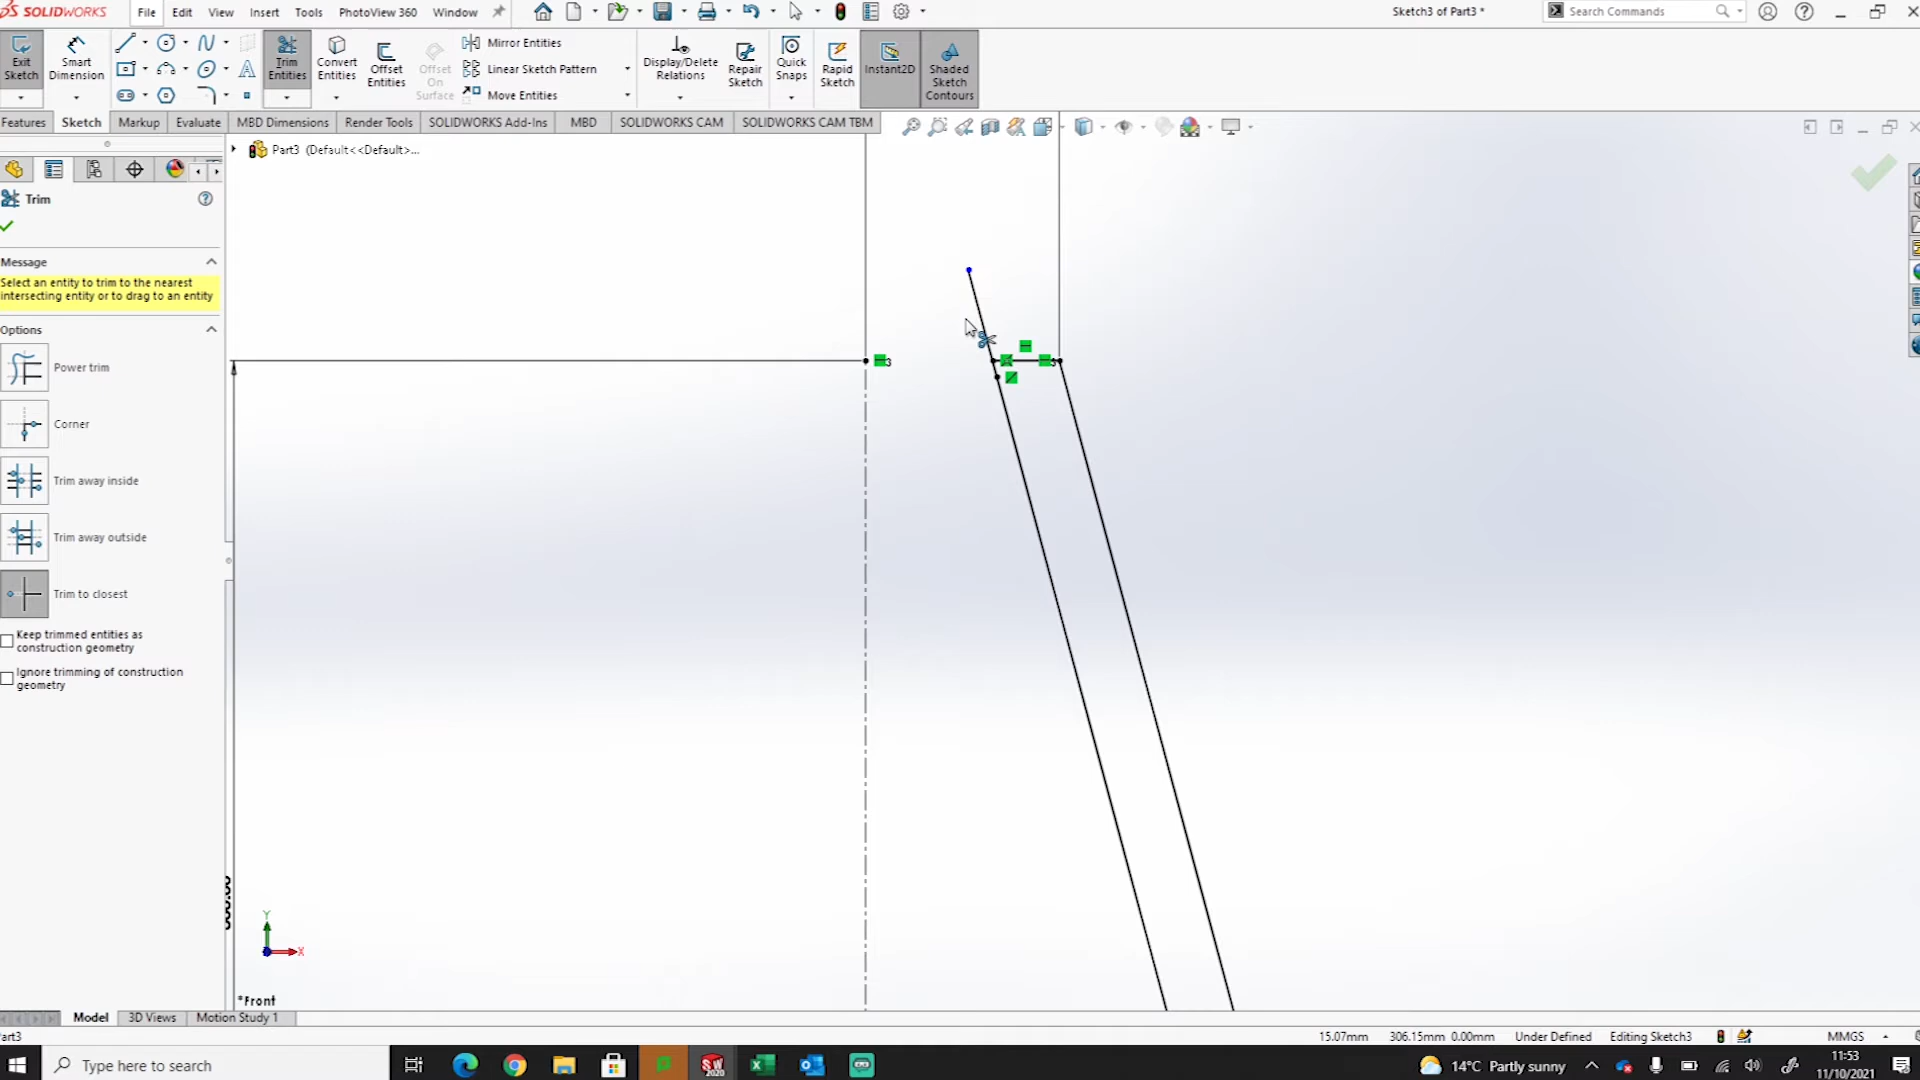 SOLIDWORKS File Edit View Insert Tools PhotoView 360 Window Sketch3 of Part3 * Search Commands
Exit Sketch
Smart Dimension
Trim Entities
Convert Entities
Offset Entities
Offset On Surface
Mirror Entities
Linear Sketch Pattern
Move Entities
Display/Delete Relations
Repair Sketch
Quick Snaps
Rapid Sketch
Instant2D
Shaded Sketch Contours
Features Sketch Markup Evaluate MBD Dimensions Render Tools SOLIDWORKS Add-Ins MBD SOLIDWORKS CAM SOLIDWORKS CAM TBM
Part3 (Default<<Default>...
Trim
Message
Select an entity to trim to the nearest
intersecting entity or to drag to an entity
Options
Power trim
3
3
Corner
Trim away inside
Trim away outside
Trim to closest
Keep trimmed entities as
construction geometry
Ignore trimming of construction
geometry
Y
X
*Front
Model 3D Views Motion Study 1
art3 15.07mm 306.15mm 0.00mm Under Defined Editing Sketch3 MMGS
Type here to search
SW
2020
14°C Partly sunny
11:53
11/10/2021